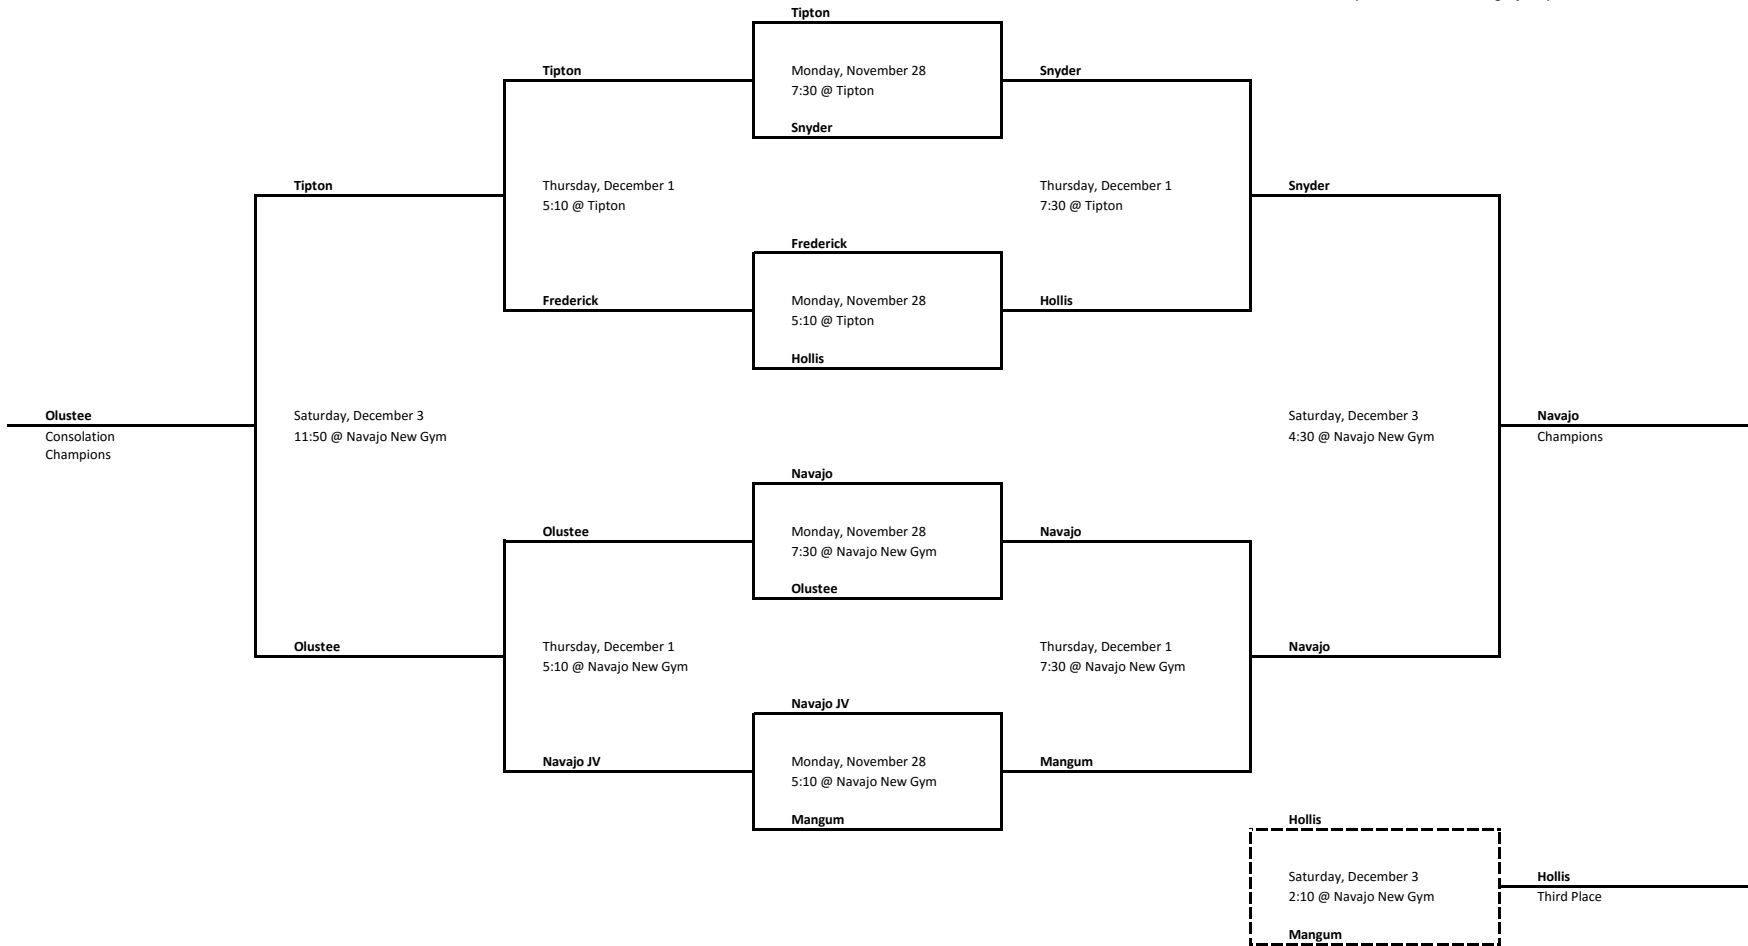 Tipton
Tipton
Monday, November 28
Snyder
7:30 @ Tipton
Snyder
Tipton
Thursday, December 1
Thursday, December 1
Snyder
5:10 @ Tipton
7:30 @ Tipton
Frederick
Frederick
Monday, November 28
Hollis
5:10 @ Tipton
Hollis
Olustee
Saturday, December 3
Saturday, December 3
Navajo
Consolation
11:50 @ Navajo New Gym
4:30 @ Navajo New Gym
Champions
Champions
Navajo
Olustee
Monday, November 28
Navajo
7:30 @ Navajo New Gym
Olustee
Olustee
Thursday, December 1
Thursday, December 1
Navajo
5:10 @ Navajo New Gym
7:30 @ Navajo New Gym
Navajo JV
Navajo JV
Monday, November 28
Mangum
5:10 @ Navajo New Gym
Mangum
Hollis
Saturday, December 3
Hollis
2:10 @ Navajo New Gym
Third Place
Mangum